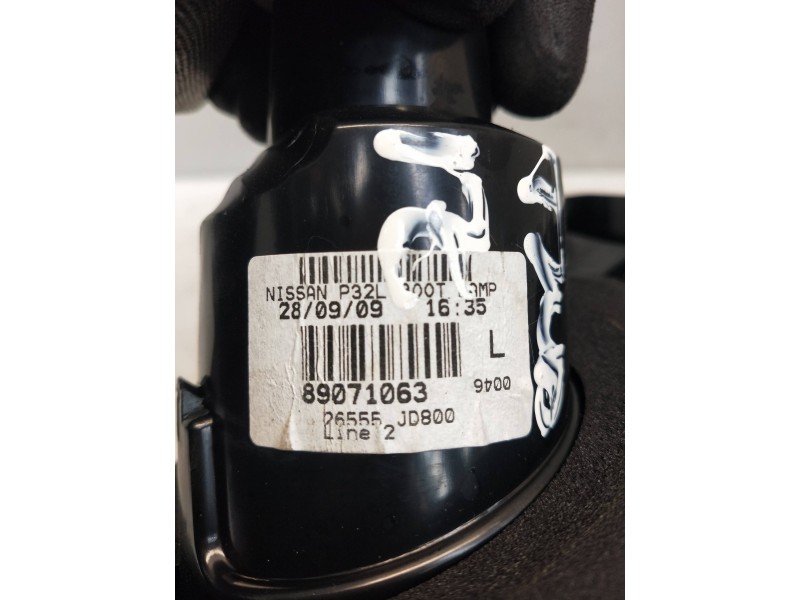 NISSAN P32L BOOT LAMP
28/09/09 16:35
L
89071063
0046
26555 JD800
Line 2